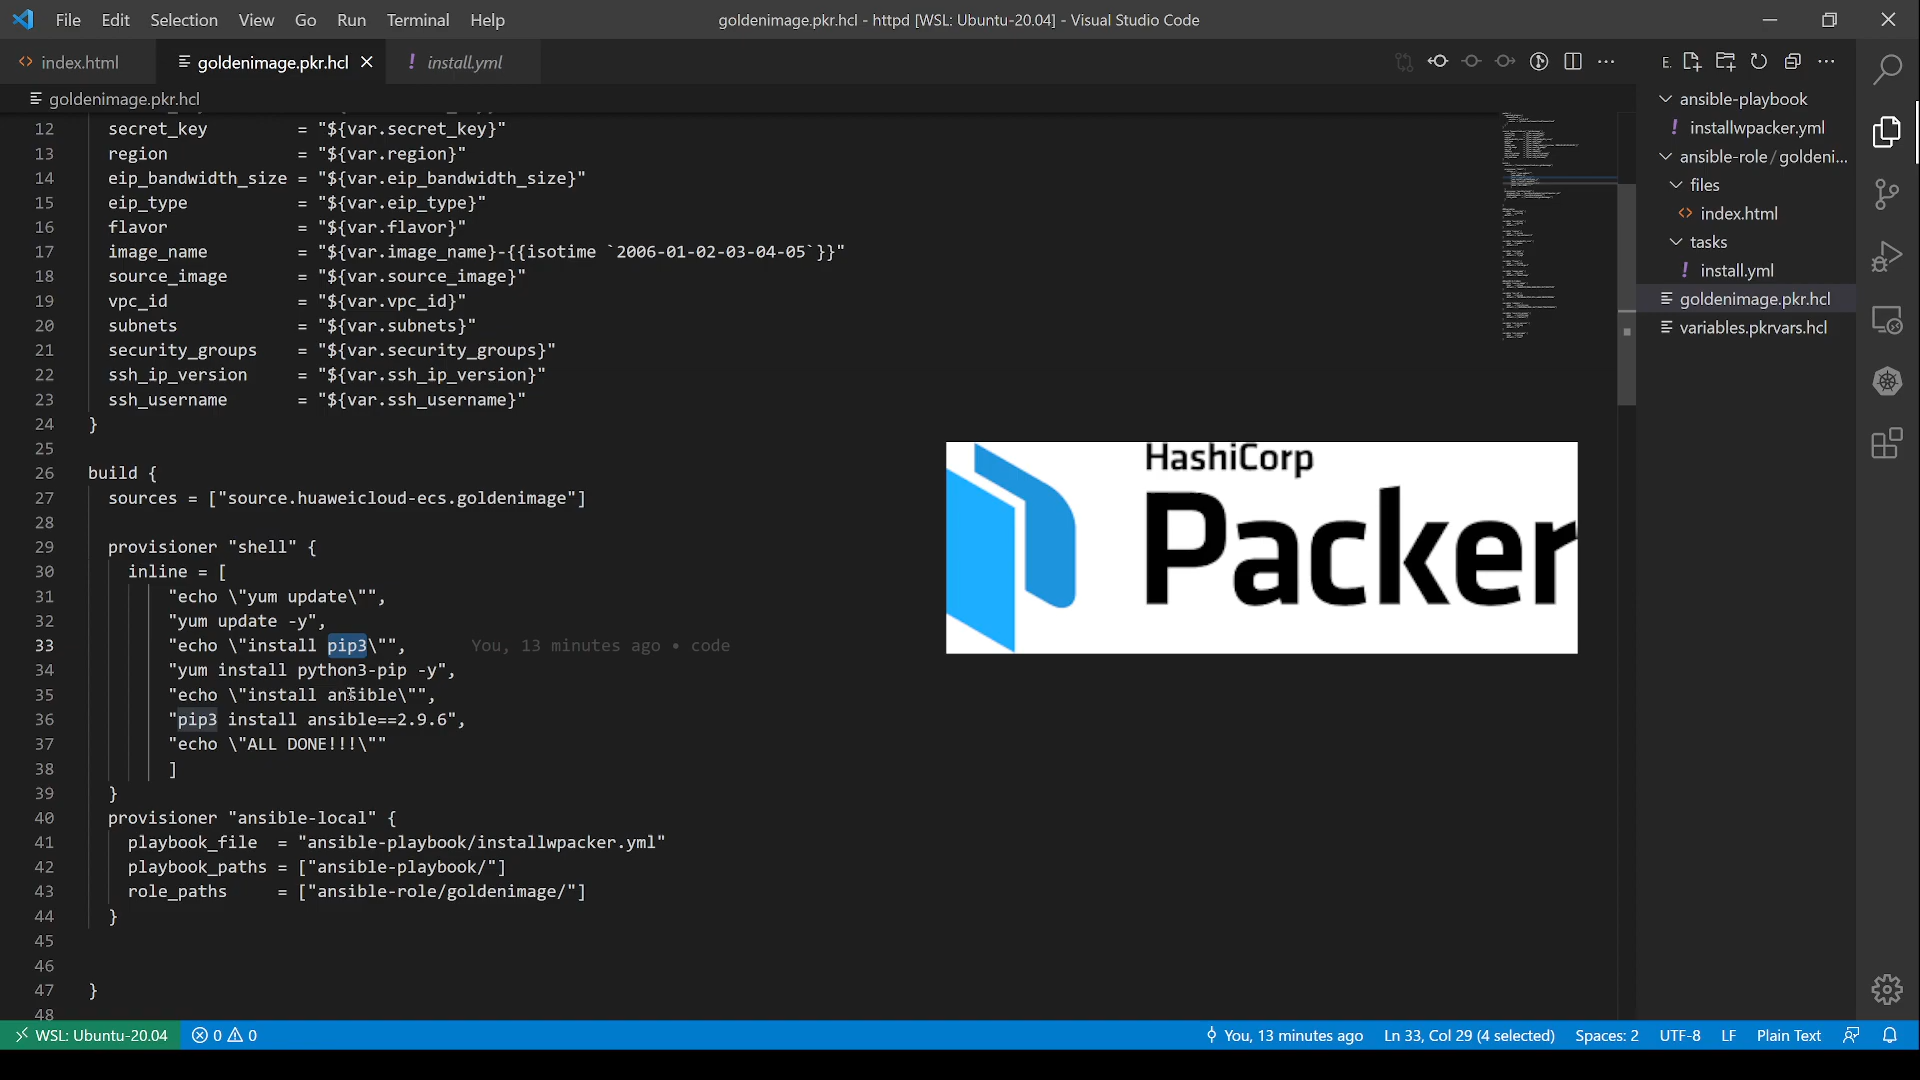 File Edit Selection View Go Run Terminal Help
goldenimage.pkr.hcl - httpd [WSL: Ubuntu-20.04] - Visual Studio Code
index.html
goldenimage.pkr.hcl
! install.yml
E.
goldenimage.pkr.hcl
12 secret_key = "${var.secret_key}"
13 region = "${var.region}"
14 eip_bandwidth_size = "${var.eip_bandwidth_size}"
15 eip_type = "${var.eip_type}"
16 flavor = "${var.flavor}"
17 image_name = "${var.image_name}-{{isotime `2006-01-02-03-04-05`}}"
18 source_image = "${var.source_image}"
19 vpc_id = "${var.vpc_id}"
20 subnets = "${var.subnets}"
21 security_groups = "${var.security_groups}"
22 ssh_ip_version = "${var.ssh_ip_version}"
23 ssh_username = "${var.ssh_username}"
24 }
25
26 build {
27 sources = ["source.huaweicloud-ecs.goldenimage"]
28
29 provisioner "shell" {
30 inline = [
31 "echo \"yum update\"",
32 "yum update -y",
33 "echo \"install pip3\"", You, 13 minutes ago • code
34 "yum install python3-pip -y",
35 "echo \"install ansible\"",
36 "pip3 install ansible==2.9.6",
37 "echo \"ALL DONE!!!\""
38 ]
39 }
40 provisioner "ansible-local" {
41 playbook_file = "ansible-playbook/installwpacker.yml"
42 playbook_paths = ["ansible-playbook/"]
43 role_paths = ["ansible-role/goldenimage/"]
44 }
45
46
47 }
48
HashiCorp
Packer
ansible-playbook
! installwpacker.yml
ansible-role/goldeni...
files
index.html
tasks
! install.yml
goldenimage.pkr.hcl
variables.pkrvars.hcl
WSL: Ubuntu-20.04 0 0 You, 13 minutes ago Ln 33, Col 29 (4 selected) Spaces: 2 UTF-8 LF Plain Text